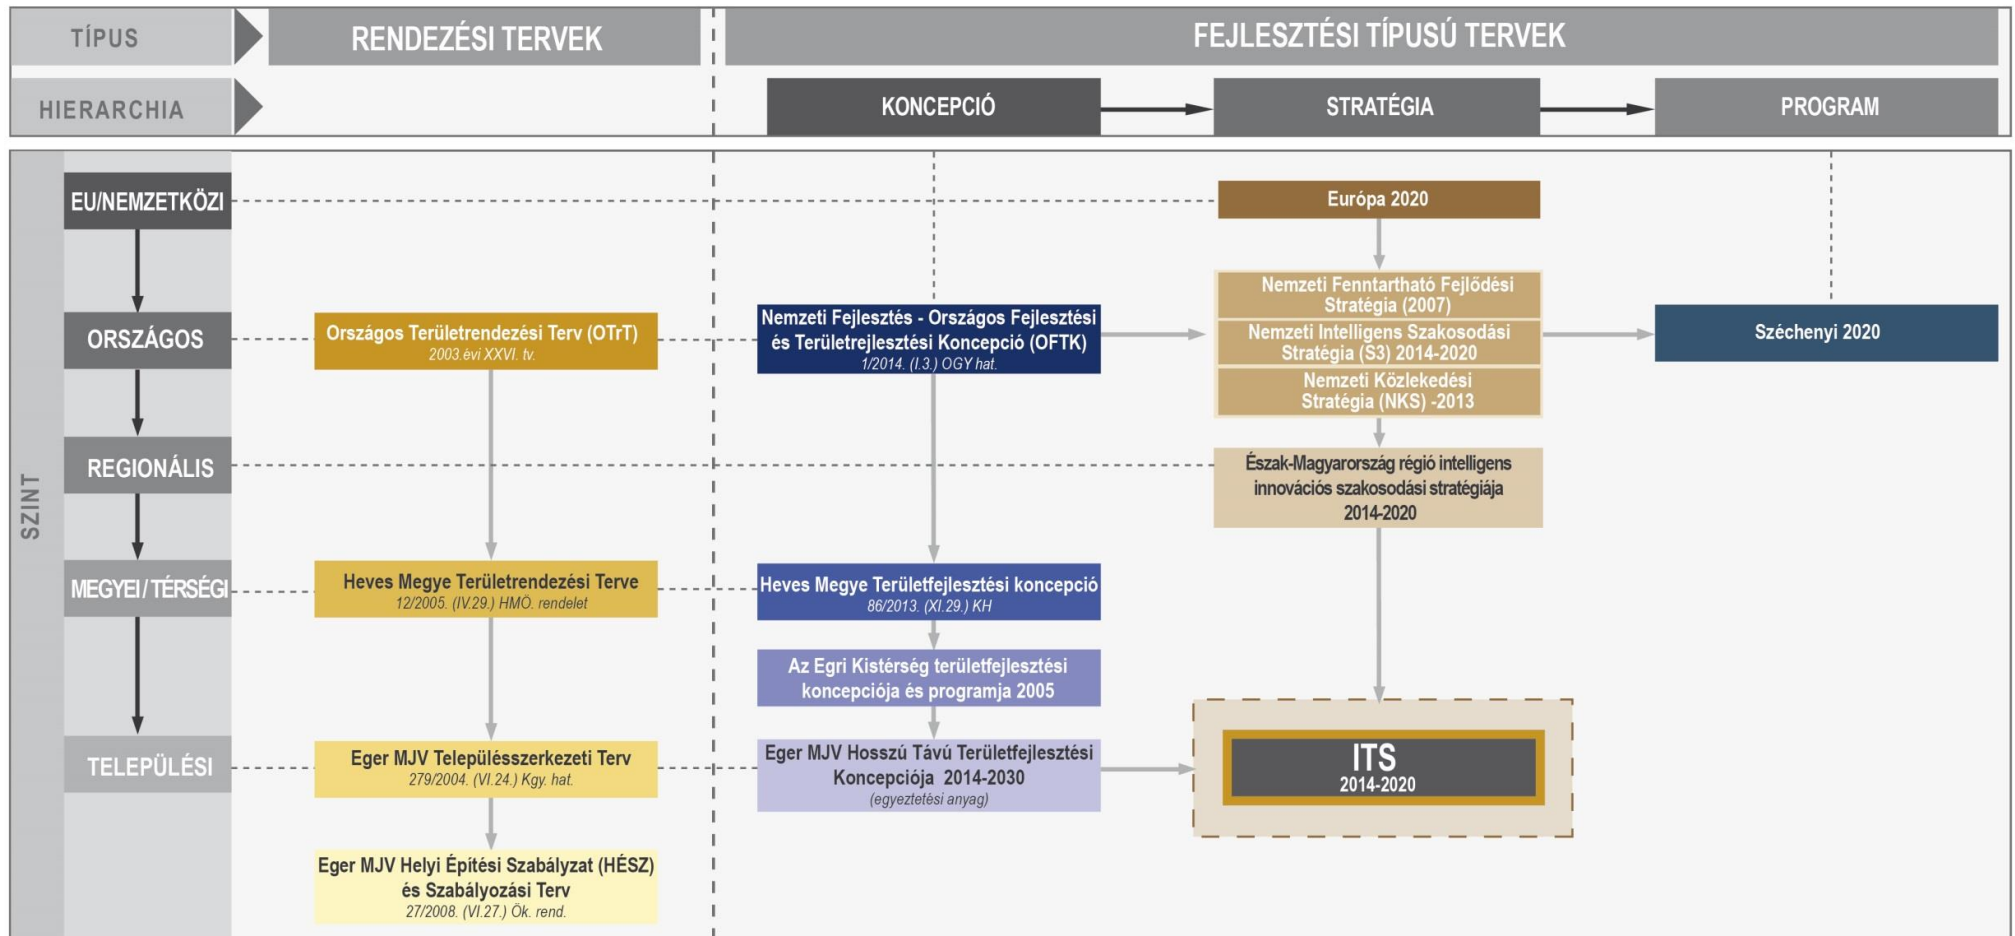 TÍPUS
RENDEZÉSI TERVEK
FEJLESZTÉSI TÍPUSÚ TERVEK
HIERARCHIA
KONCEPCIÓ
STRATÉGIA
PROGRAM
SZINT
EU/NEMZETKÖZI
Európa 2020
ORSZÁGOS
Országos Területrendezési Terv (OTrT)
2003.évi XXVI. tv.
Nemzeti Fejlesztés - Országos Fejlesztési
és Területrejlesztési Koncepció (OFTK)
1/2014. (I.3.) OGY hat.
Nemzeti Fenntartható Fejlődési
Stratégia (2007)
Nemzeti Intelligens Szakosodási
Stratégia (S3) 2014-2020
Nemzeti Közlekedési
Stratégia (NKS) -2013
Széchenyi 2020
REGIONÁLIS
Észak-Magyarország régió intelligens
innovációs szakosodási stratégiája
2014-2020
MEGYEI / TÉRSÉGI
Heves Megye Területrendezési Terve
12/2005. (IV.29.) HMÖ. rendelet
Heves Megye Területfejlesztési koncepció
86/2013. (XI.29.) KH
Az Egri Kistérség területfejlesztési
koncepciója és programja 2005
TELEPÜLÉSI
Eger MJV Településszerkezeti Terv
279/2004. (VI.24.) Kgy. hat.
Eger MJV Hosszú Távú Területfejlesztési
Koncepciója 2014-2030
(egyeztetési anyag)
ITS
2014-2020
Eger MJV Helyi Építési Szabályzat (HÉSZ)
és Szabályozási Terv
27/2008. (VI.27.) Ök. rend.